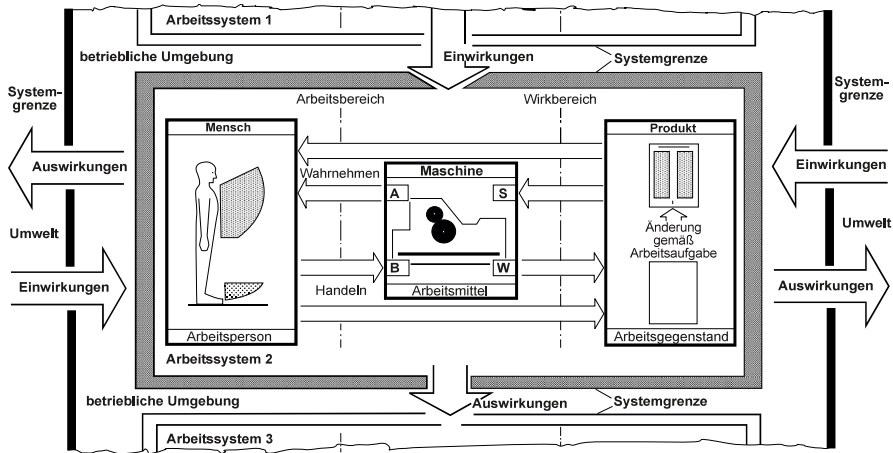 Arbeitssystem 1
betriebliche Umgebung
Einwirkungen
Systemgrenze
System-
grenze
System-
grenze
Arbeitsbereich
Wirkbereich
Mensch
Produkt
Auswirkungen
Wahrnehmen
Maschine
Einwirkungen
A
S
Umwelt
Änderung
gemäß
Arbeitsaufgabe
Umwelt
B
W
Einwirkungen
Handeln
Arbeitsmittel
Auswirkungen
Arbeitsperson
Arbeitsgegenstand
Arbeitssystem 2
betriebliche Umgebung
Auswirkungen
Systemgrenze
Arbeitssystem 3